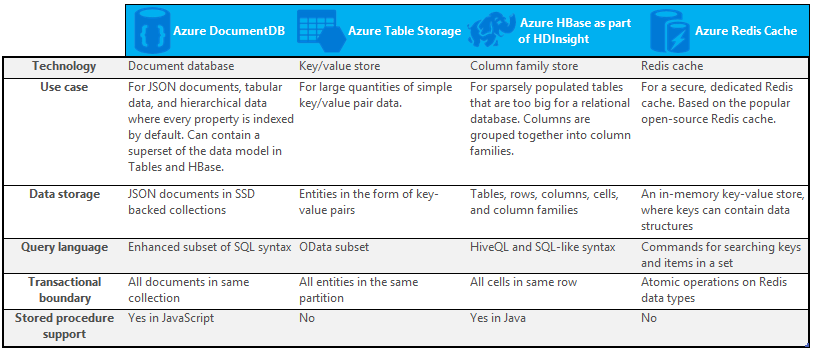 Azure DocumentDB
Azure Table Storage
Azure HBase as part
of HDInsight
Azure Redis Cache
Technology
Document database
Key/value store
Column family store
Redis cache
Use case
For JSON documents, tabular
data, and hierarchical data
where every property is indexed
by default. Can contain a
superset of the data model in
Tables and HBase.
For large quantities of simple
key/value pair data.
For sparsely populated tables
that are too big for a relational
database. Columns are
grouped together into column
families.
For a secure, dedicated Redis
cache. Based on the popular
open-source Redis cache.
Data storage
JSON documents in SSD
backed collections
Entities in the form of key-
value pairs
Tables, rows, columns, cells,
and column families
An in-memory key-value store,
where keys can contain data
structures
Query language
Enhanced subset of SQL syntax
OData subset
HiveQL and SQL-like syntax
Commands for searching keys
and items in a set
Transactional
boundary
All documents in same
collection
All entities in the same
partition
All cells in same row
Atomic operations on Redis
data types
Stored procedure
support
Yes in JavaScript
No
Yes in Java
No